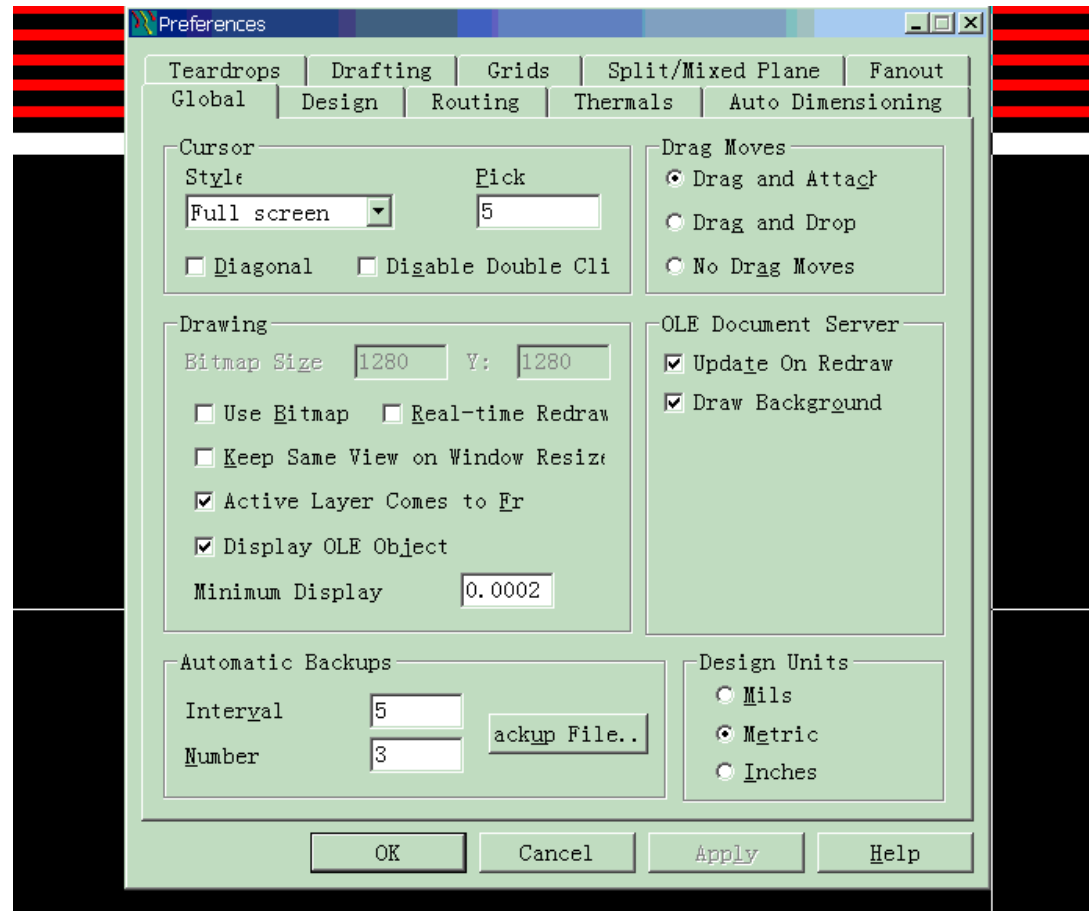 Preferences
Teardrops Drafting Grids Split/Mixed Plane Fanout
Global Design Routing Thermals Auto Dimensioning
Cursor
Style Pick
Full screen 5
Diagonal Disable Double Cli
Drag Moves
Drag and Attach
Drag and Drop
No Drag Moves
Drawing
Bitmap Size 1280 Y: 1280
Use Bitmap Real-time Redraw
Keep Same View on Window Resize
Active Layer Comes to Fr
Display OLE Object
Minimum Display 0.0002
OLE Document Server
Update On Redraw
Draw Background
Automatic Backups
Interval 5
Number 3
ackup File..
Design Units
Mils
Metric
Inches
OK Cancel Apply Help